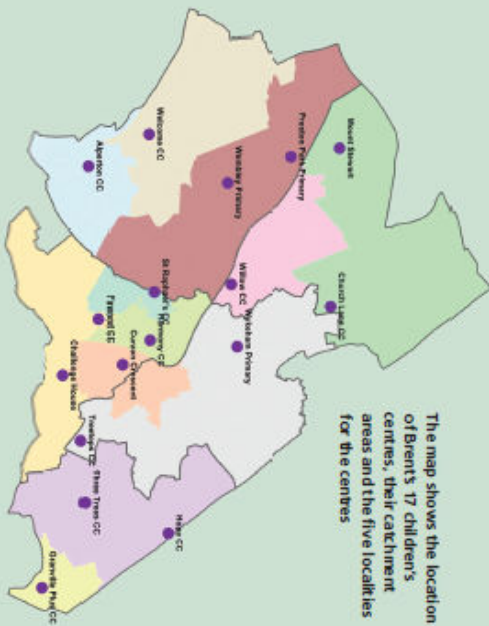 The map shows the location
of Brent's 17 children's
centres, their catchment
areas and the five localities
for the centres
Mount Stewart
Church Lane CC
Preston Park Primary
Wembley Primary
Willow CC
Wykeham Primary
Welcome CC
Alperton CC
St Raphael's CC
Harmony CC
Fawood CC
Curzon Crescent
Challenge House
Treetops CC
Three Trees CC
Hope CC
Granville Plus CC